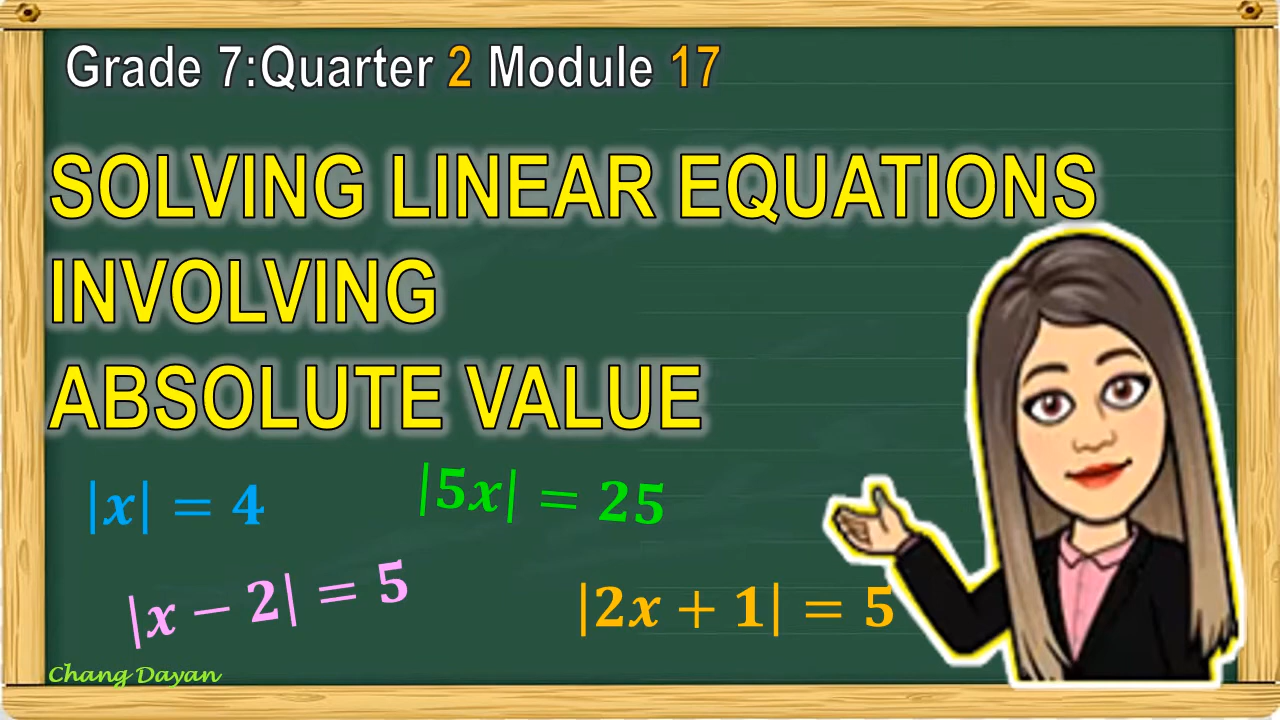 Grade 7:Quarter 2 Module 17
SOLVING LINEAR EQUATIONS
INVOLVING
ABSOLUTE VALUE
|x| = 4
|5x| = 25
|x − 2| = 5
|2x + 1| = 5
Chang Dayan